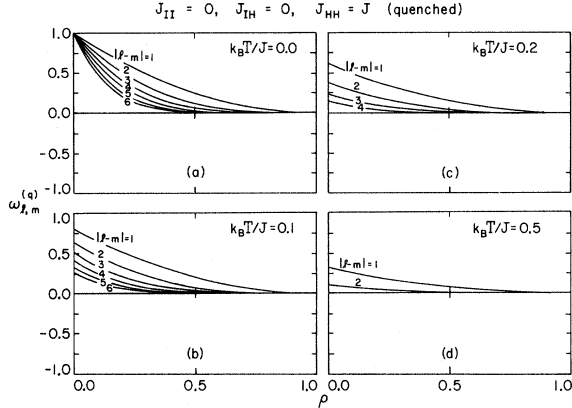 J_II = 0, J_IH = 0, J_HH = J (quenched)
1.0
0.5
0.0
-0.5
-1.0
|ℓ-m|=1
2
3
4
5
6
k_BT/J=0.0
(a)
|ℓ-m|=1
2
3
4
k_BT/J=0.2
(c)
ω_ℓ,m^(q)
1.0
0.5
0.0
-0.5
-1.0
|ℓ-m|=1
2
3
4
5
6
k_BT/J=0.1
(b)
|ℓ-m|=1
2
k_BT/J=0.5
(d)
0.0 0.5 1.0 0.0 0.5 1.0
ρ